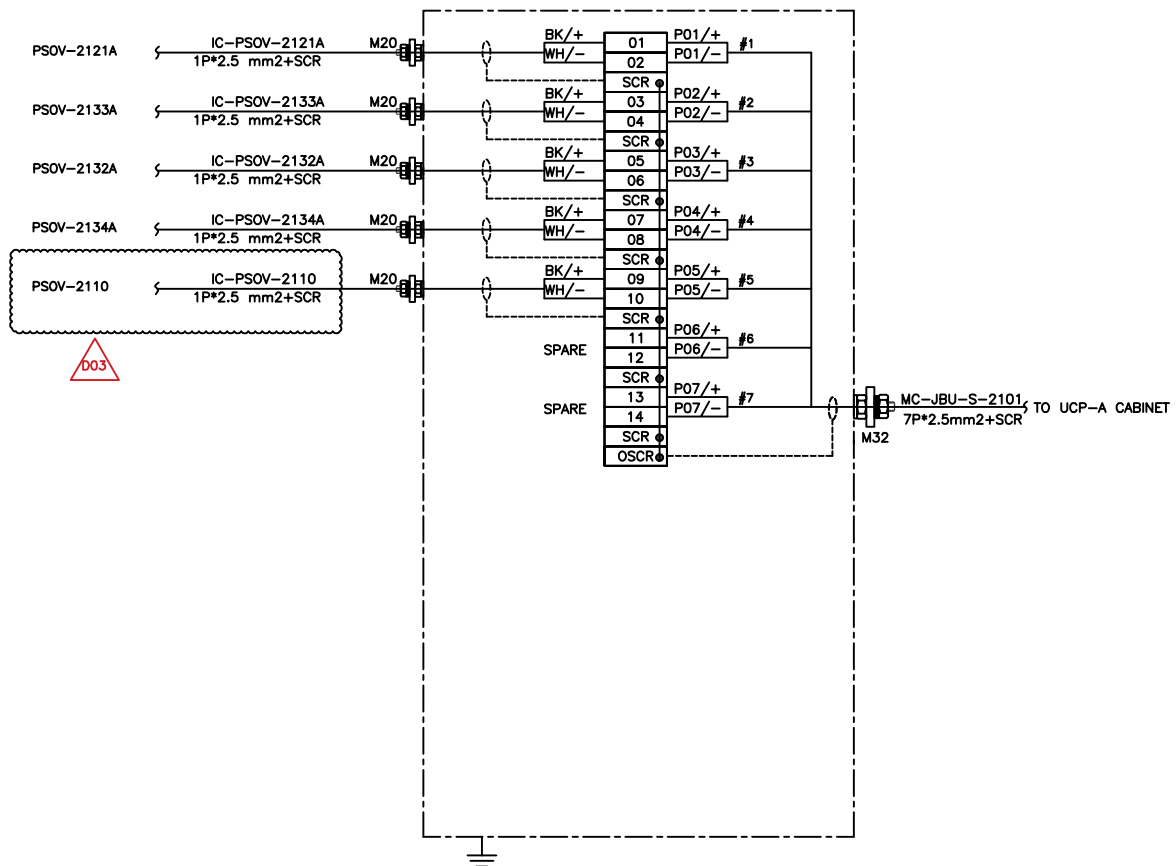 PSOV-2121A
IC-PSOV-2121A
1P*2.5 mm2+SCR
M20
BK/+
WH/-
01
02
SCR
P01/+
P01/-
#1
PSOV-2133A
IC-PSOV-2133A
1P*2.5 mm2+SCR
M20
BK/+
WH/-
03
04
SCR
P02/+
P02/-
#2
PSOV-2132A
IC-PSOV-2132A
1P*2.5 mm2+SCR
M20
BK/+
WH/-
05
06
SCR
P03/+
P03/-
#3
PSOV-2134A
IC-PSOV-2134A
1P*2.5 mm2+SCR
M20
BK/+
WH/-
07
08
SCR
P04/+
P04/-
#4
PSOV-2110
IC-PSOV-2110
1P*2.5 mm2+SCR
M20
BK/+
WH/-
09
10
SCR
P05/+
P05/-
#5
D03
SPARE
11
12
SCR
P06/+
P06/-
#6
SPARE
13
14
SCR
OSCR
P07/+
P07/-
#7
M32
MC-JBU-S-2101
7P*2.5mm2+SCR
TO UCP-A CABINET